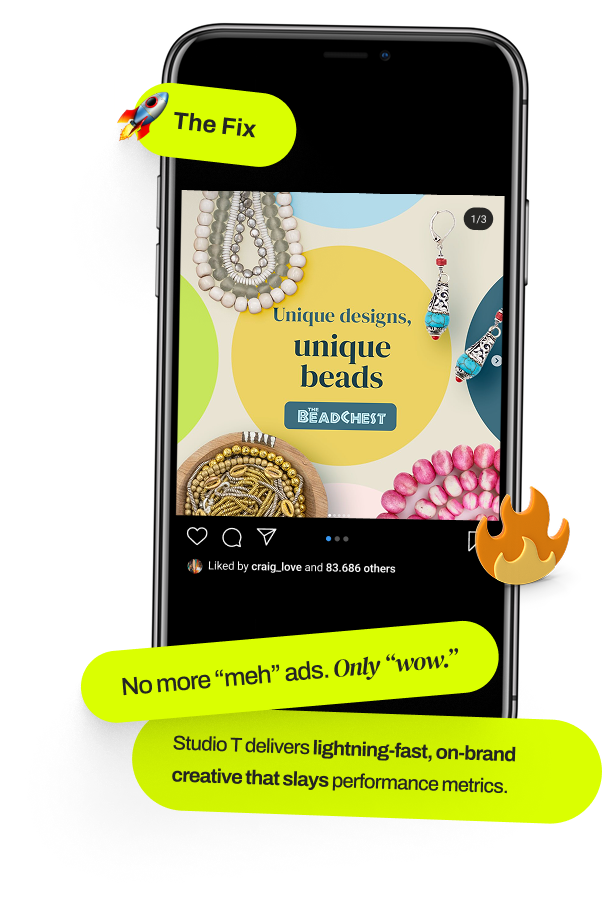 The Fix
1/3
Unique designs,
unique
beads
THE
BEADCHEST
Liked by craig_love and 83.686 others
No more “meh” ads. Only “wow.”
Studio T delivers lightning-fast, on-brand
creative that slays performance metrics.